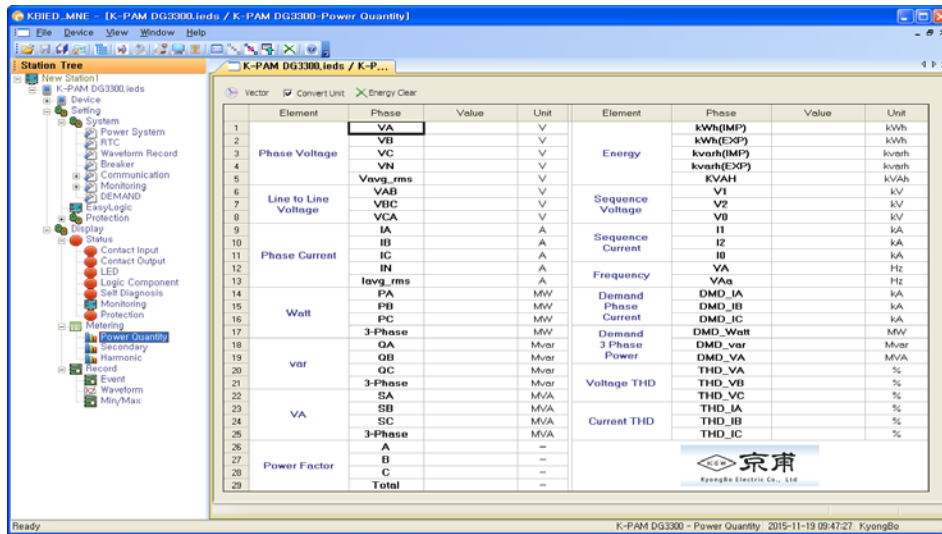 KBIED_MNE - [K-PAM DG3300.ieds / K-PAM DG3300-Power Quantity]
File Device View Window Help
Station Tree
New Station1
K-PAM DG3300.ieds
Device
Setting
System
Power System
RTC
Waveform Record
Breaker
Communication
Monitoring
DEMAND
EasyLogic
Protection
Display
Status
Contact Input
Contact Output
LED
Logic Component
Self Diagnosis
Monitoring
Protection
Metering
Power Quantity
Secondary
Harmonic
Record
Event
Waveform
Min/Max
K-PAM DG3300.ieds / K-P...
Vector Convert Unit Energy Clear
Element Phase Value Unit Element Phase Value Unit
1 VA V kWh(IMP) kWh
2 VB V kWh(EXP) kWh
3 Phase Voltage VC V Energy kvarh(IMP) kvarh
4 VN V kvarh(EXP) kvarh
5 Vavg_rms V KVAH kVAh
6 VAB V V1 kV
7 Line to Line Voltage VBC V Sequence Voltage V2 kV
8 VCA V V0 kV
9 IA A I1 kA
10 IB A Sequence Current I2 kA
11 Phase Current IC A I0 kA
12 IN A Frequency VA Hz
13 Iavg_rms A VAa Hz
14 PA MW Demand DMD_IA kA
15 Watt PB MW Phase DMD_IB kA
16 PC MW Current DMD_IC kA
17 3-Phase MW Demand DMD_Watt MW
18 QA Mvar 3 Phase DMD_var Mvar
19 var QB Mvar Power DMD_VA MVA
20 QC Mvar THD_VA %
21 3-Phase Mvar Voltage THD THD_VB %
22 SA MVA THD_VC %
23 VA SB MVA THD_IA %
24 SC MVA Current THD THD_IB %
25 3-Phase MVA THD_IC %
26 A -
27 Power Factor B -
28 C -
29 Total -
KEW 京甫
KyongBo Electric Co., Ltd
Ready K-PAM DG3300 - Power Quantity 2015-11-19 09:47:27 KyongBo